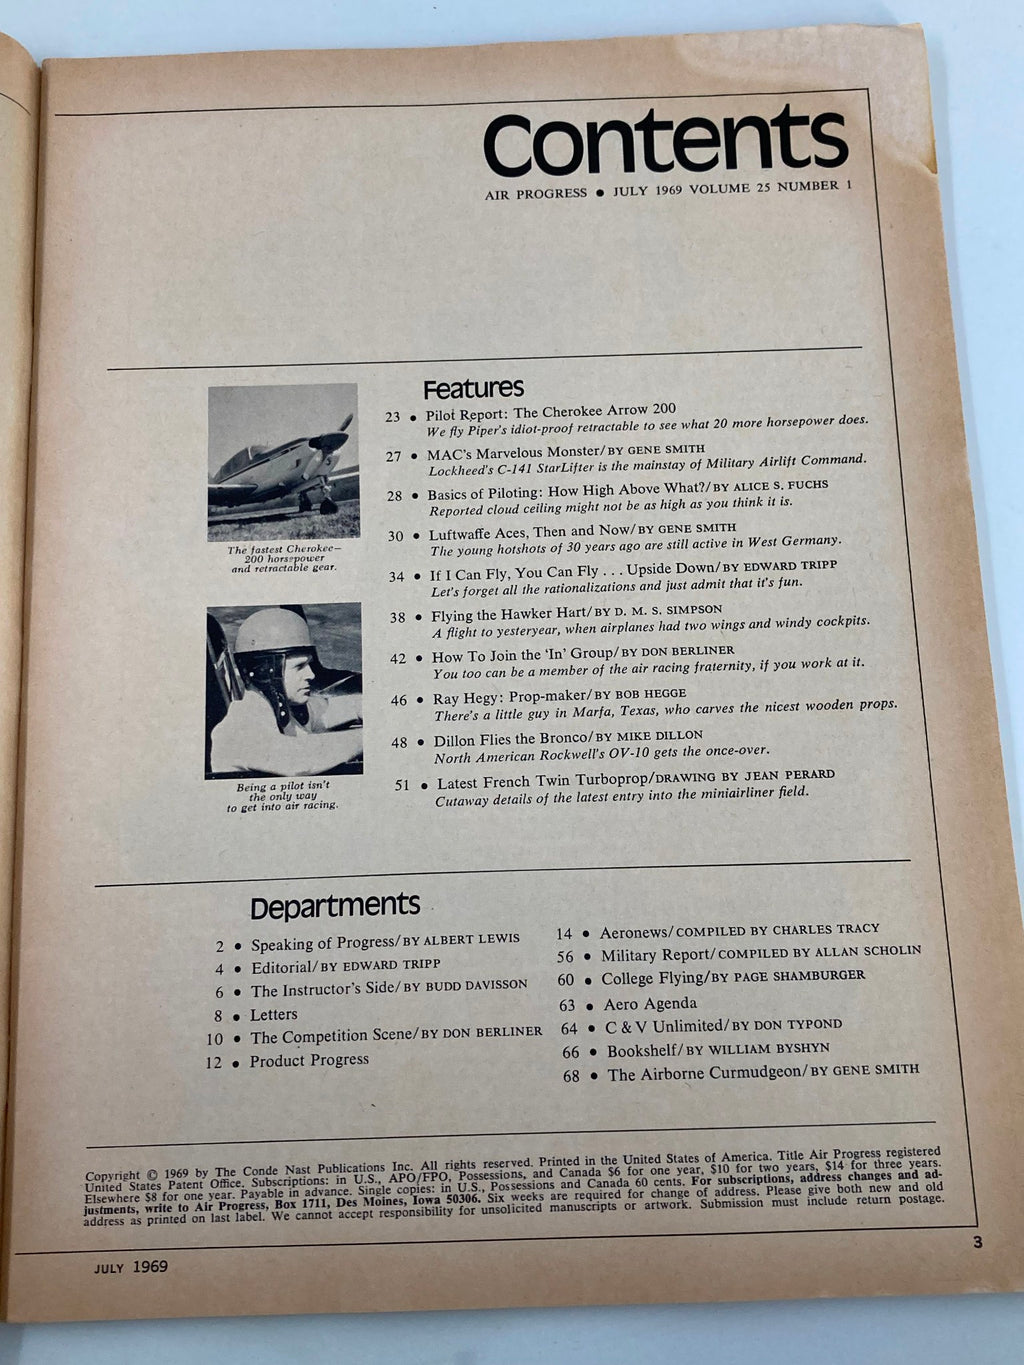 Contents
AIR PROGRESS ● JULY 1969 VOLUME 25 NUMBER 1
Features
23 ● Pilot Report: The Cherokee Arrow 200
We fly Piper's idiot-proof retractable to see what 20 more horsepower does.
27 ● MAC's Marvelous Monster/BY GENE SMITH
Lockheed's C-141 StarLifter is the mainstay of Military Airlift Command.
28 ● Basics of Piloting: How High Above What?/BY ALICE S. FUCHS
Reported cloud ceiling might not be as high as you think it is.
30 ● Luftwaffe Aces, Then and Now/BY GENE SMITH
The young hotshots of 30 years ago are still active in West Germany.
34 ● If I Can Fly, You Can Fly . . . Upside Down/BY EDWARD TRIPP
Let's forget all the rationalizations and just admit that it's fun.
38 ● Flying the Hawker Hart/BY D. M. S. SIMPSON
A flight to yesteryear, when airplanes had two wings and windy cockpits.
42 ● How To Join the 'In' Group/BY DON BERLINER
You too can be a member of the air racing fraternity, if you work at it.
46 ● Ray Hegy: Prop-maker/BY BOB HEGGE
There's a little guy in Marfa, Texas, who carves the nicest wooden props.
48 ● Dillon Flies the Bronco/BY MIKE DILLON
North American Rockwell's OV-10 gets the once-over.
51 ● Latest French Twin Turboprop/DRAWING BY JEAN PERARD
Cutaway details of the latest entry into the miniairliner field.
The fastest Cherokee—
200 horsepower
and retractable gear.
Being a pilot isn't
the only way
to get into air racing.
Departments
2 ● Speaking of Progress/BY ALBERT LEWIS
4 ● Editorial/BY EDWARD TRIPP
6 ● The Instructor's Side/BY BUDD DAVISSON
8 ● Letters
10 ● The Competition Scene/BY DON BERLINER
12 ● Product Progress
14 ● Aeronews/COMPILED BY CHARLES TRACY
56 ● Military Report/COMPILED BY ALLAN SCHOLIN
60 ● College Flying/BY PAGE SHAMBURGER
63 ● Aero Agenda
64 ● C & V Unlimited/BY DON TYPOND
66 ● Bookshelf/BY WILLIAM BYSHYN
68 ● The Airborne Curmudgeon/BY GENE SMITH
Copyright © 1969 by The Conde Nast Publications Inc. All rights reserved. Printed in the United States of America. Title Air Progress registered
United States Patent Office. Subscriptions: in U.S., APO/FPO, Possessions, and Canada $6 for one year, $10 for two years, $14 for three years.
Elsewhere $8 for one year. Payable in advance. Single copies: in U.S., Possessions and Canada 60 cents. For subscriptions, address changes and ad-
justments, write to Air Progress, Box 1711, Des Moines, Iowa 50306. Six weeks are required for change of address. Please give both new and old
address as printed on last label. We cannot accept responsibility for unsolicited manuscripts or artwork. Submission must include return postage.
JULY 1969
3